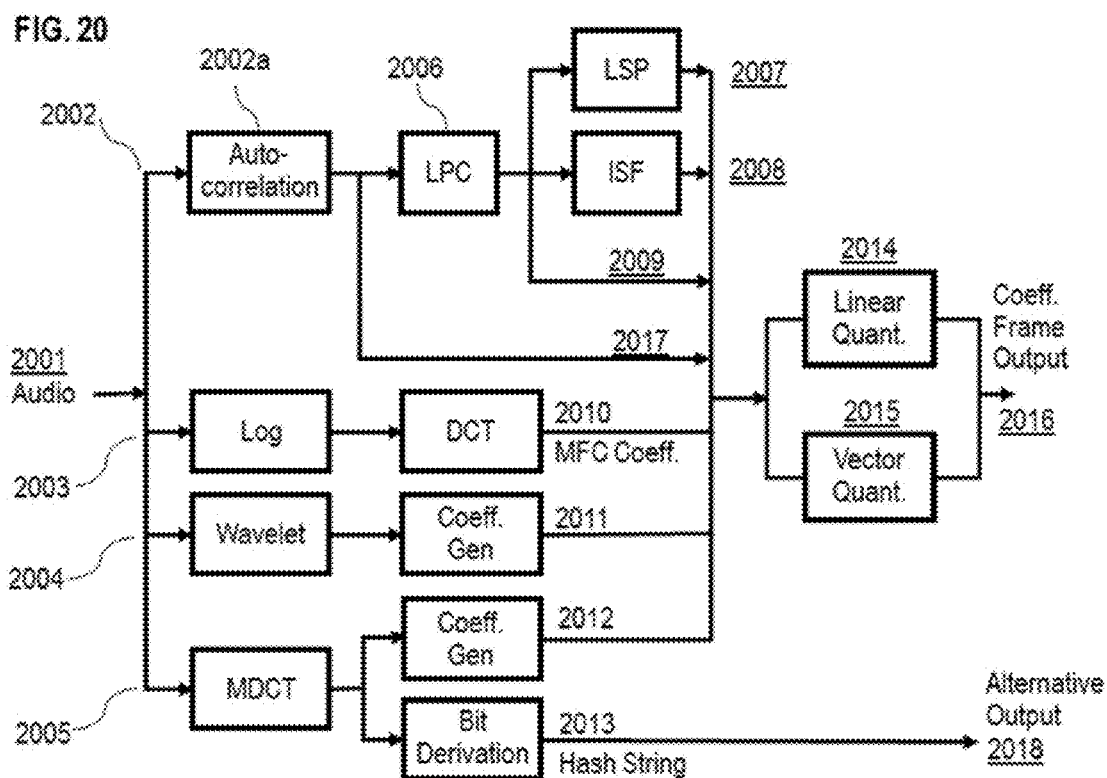 FIG. 20
2002a
2006
LSP
2007
2002
Auto-
correlation
LPC
ISF
2008
2009
2014
Linear
Quant.
Coeff.
Frame
Output
2017
2001
Audio
2015
2016
Log
DCT
2010
MFC Coeff.
Vector
Quant.
2003
Wavelet
Coeff.
Gen
2011
2004
Coeff.
Gen
2012
MDCT
2005
Bit
Derivation
2013
Hash String
Alternative
Output
2018